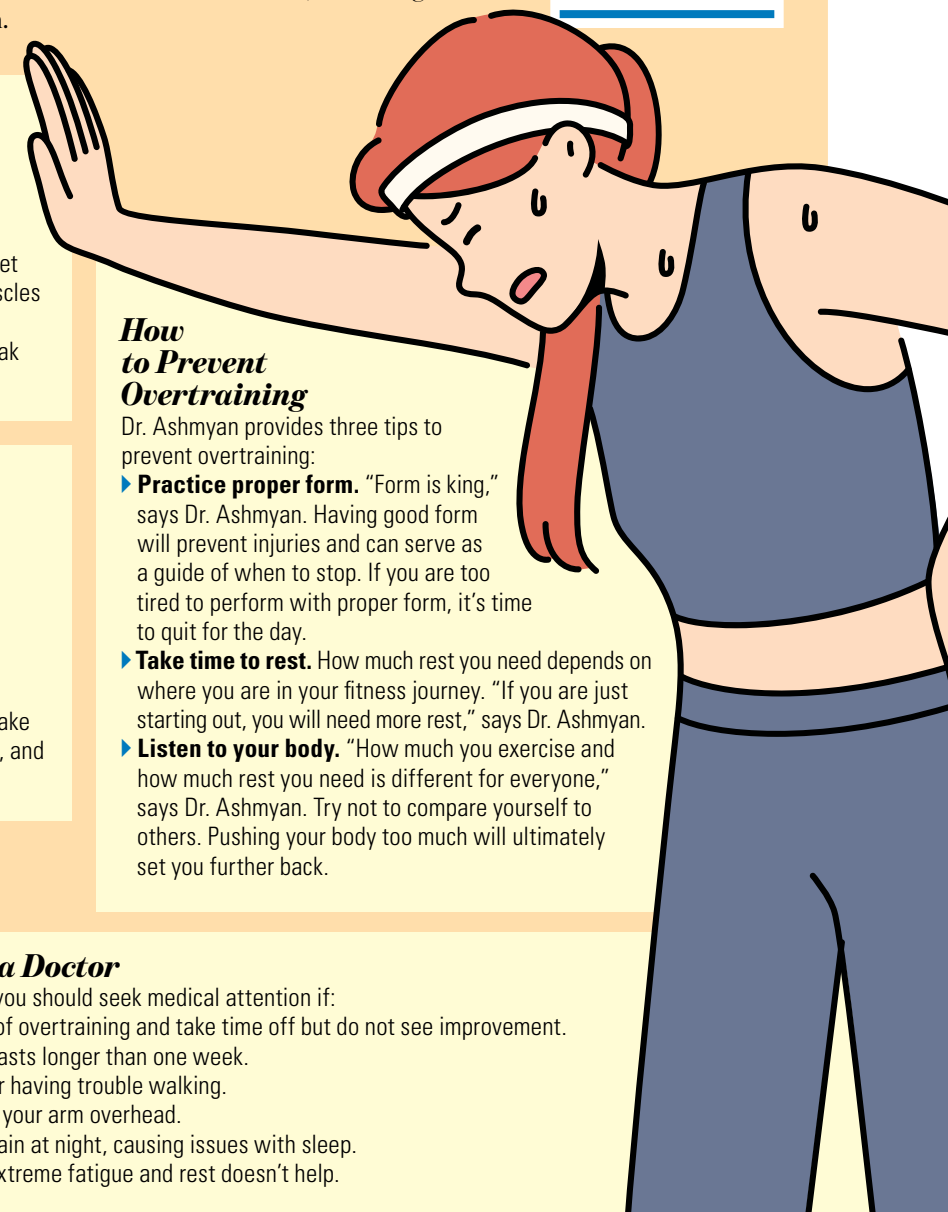 n.
et
scles
ak
ake
, and
How
to Prevent
Overtraining
Dr. Ashmyan provides three tips to
prevent overtraining:
Practice proper form. “Form is king,”
says Dr. Ashmyan. Having good form
will prevent injuries and can serve as
a guide of when to stop. If you are too
tired to perform with proper form, it’s time
to quit for the day.
Take time to rest. How much rest you need depends on
where you are in your fitness journey. “If you are just
starting out, you will need more rest,” says Dr. Ashmyan.
Listen to your body. “How much you exercise and
how much rest you need is different for everyone,”
says Dr. Ashmyan. Try not to compare yourself to
others. Pushing your body too much will ultimately
set you further back.
a Doctor
you should seek medical attention if:
of overtraining and take time off but do not see improvement.
asts longer than one week.
r having trouble walking.
your arm overhead.
ain at night, causing issues with sleep.
xtreme fatigue and rest doesn’t help.